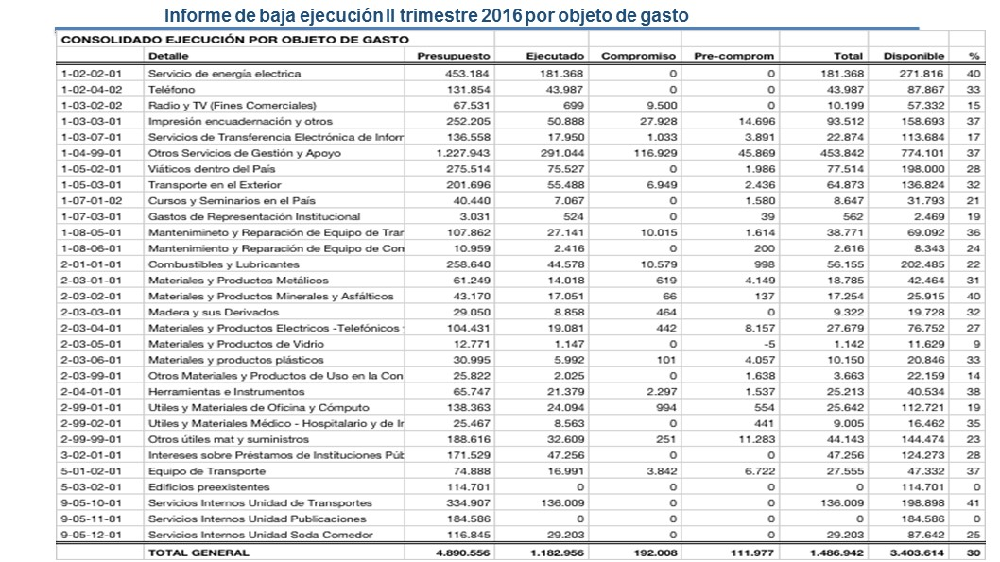 Informe de baja ejecución II trimestre 2016 por objeto de gasto
CONSOLIDADO EJECUCIÓN POR OBJETO DE GASTO
Detalle Presupuesto Ejecutado Compromiso Pre-comprom Total Disponible %
1-02-02-01 Servicio de energía electrica 453.184 181.368 0 0 181.368 271.816 40
1-02-04-02 Teléfono 131.854 43.987 0 0 43.987 87.867 33
1-03-02-02 Radio y TV (Fines Comerciales) 67.531 699 9.500 0 10.199 57.332 15
1-03-03-01 Impresión encuadernación y otros 252.205 50.888 27.928 14.696 93.512 158.693 37
1-03-07-01 Servicios de Transferencia Electrónica de Inforr 136.558 17.950 1.033 3.891 22.874 113.684 17
1-04-99-01 Otros Servicios de Gestión y Apoyo 1.227.943 291.044 116.929 45.869 453.842 774.101 37
1-05-02-01 Viáticos dentro del País 275.514 75.527 0 1.986 77.514 198.000 28
1-05-03-01 Transporte en el Exterior 201.696 55.488 6.949 2.436 64.873 136.824 32
1-07-01-02 Cursos y Seminarios en el País 40.440 7.067 0 1.580 8.647 31.793 21
1-07-03-01 Gastos de Representación Institucional 3.031 524 0 39 562 2.469 19
1-08-05-01 Mantenimineto y Reparación de Equipo de Trar 107.862 27.141 10.015 1.614 38.771 69.092 36
1-08-06-01 Mantenimiento y Reparación de Equipo de Con 10.959 2.416 0 200 2.616 8.343 24
2-01-01-01 Combustibles y Lubricantes 258.640 44.578 10.579 998 56.155 202.485 22
2-03-01-01 Materiales y Productos Metálicos 61.249 14.018 619 4.149 18.785 42.464 31
2-03-02-01 Materiales y Productos Minerales y Asfálticos 43.170 17.051 66 137 17.254 25.915 40
2-03-03-01 Madera y sus Derivados 29.050 8.858 464 0 9.322 19.728 32
2-03-04-01 Materiales y Productos Electricos -Telefónicos 104.431 19.081 442 8.157 27.679 76.752 27
2-03-05-01 Materiales y Productos de Vidrio 12.771 1.147 0 -5 1.142 11.629 9
2-03-06-01 Materiales y productos plásticos 30.995 5.992 101 4.057 10.150 20.846 33
2-03-99-01 Otros Materiales y Productos de Uso en la Con 25.822 2.025 0 1.638 3.663 22.159 14
2-04-01-01 Herramientas e Instrumentos 65.747 21.379 2.297 1.537 25.213 40.534 38
2-99-01-01 Utiles y Materiales de Oficina y Cómputo 138.363 24.094 994 554 25.642 112.721 19
2-99-02-01 Utiles y Materiales Médico - Hospitalario y de Ir 25.467 8.563 0 441 9.005 16.462 35
2-99-99-01 Otros útiles mat y suministros 188.616 32.609 251 11.283 44.143 144.474 23
3-02-01-01 Intereses sobre Préstamos de Instituciones Púb 171.529 47.256 0 0 47.256 124.273 28
5-01-02-01 Equipo de Transporte 74.888 16.991 3.842 6.722 27.555 47.332 37
5-03-02-01 Edificios preexistentes 114.701 0 0 0 0 114.701 0
9-05-10-01 Servicios Internos Unidad de Transportes 334.907 136.009 0 0 136.009 198.898 41
9-05-11-01 Servicios Internos Unidad Publicaciones 184.586 0 0 0 0 184.586 0
9-05-12-01 Servicios Internos Unidad Soda Comedor 116.845 29.203 0 0 29.203 87.642 25
TOTAL GENERAL 4.890.556 1.182.956 192.008 111.977 1.486.942 3.403.614 30